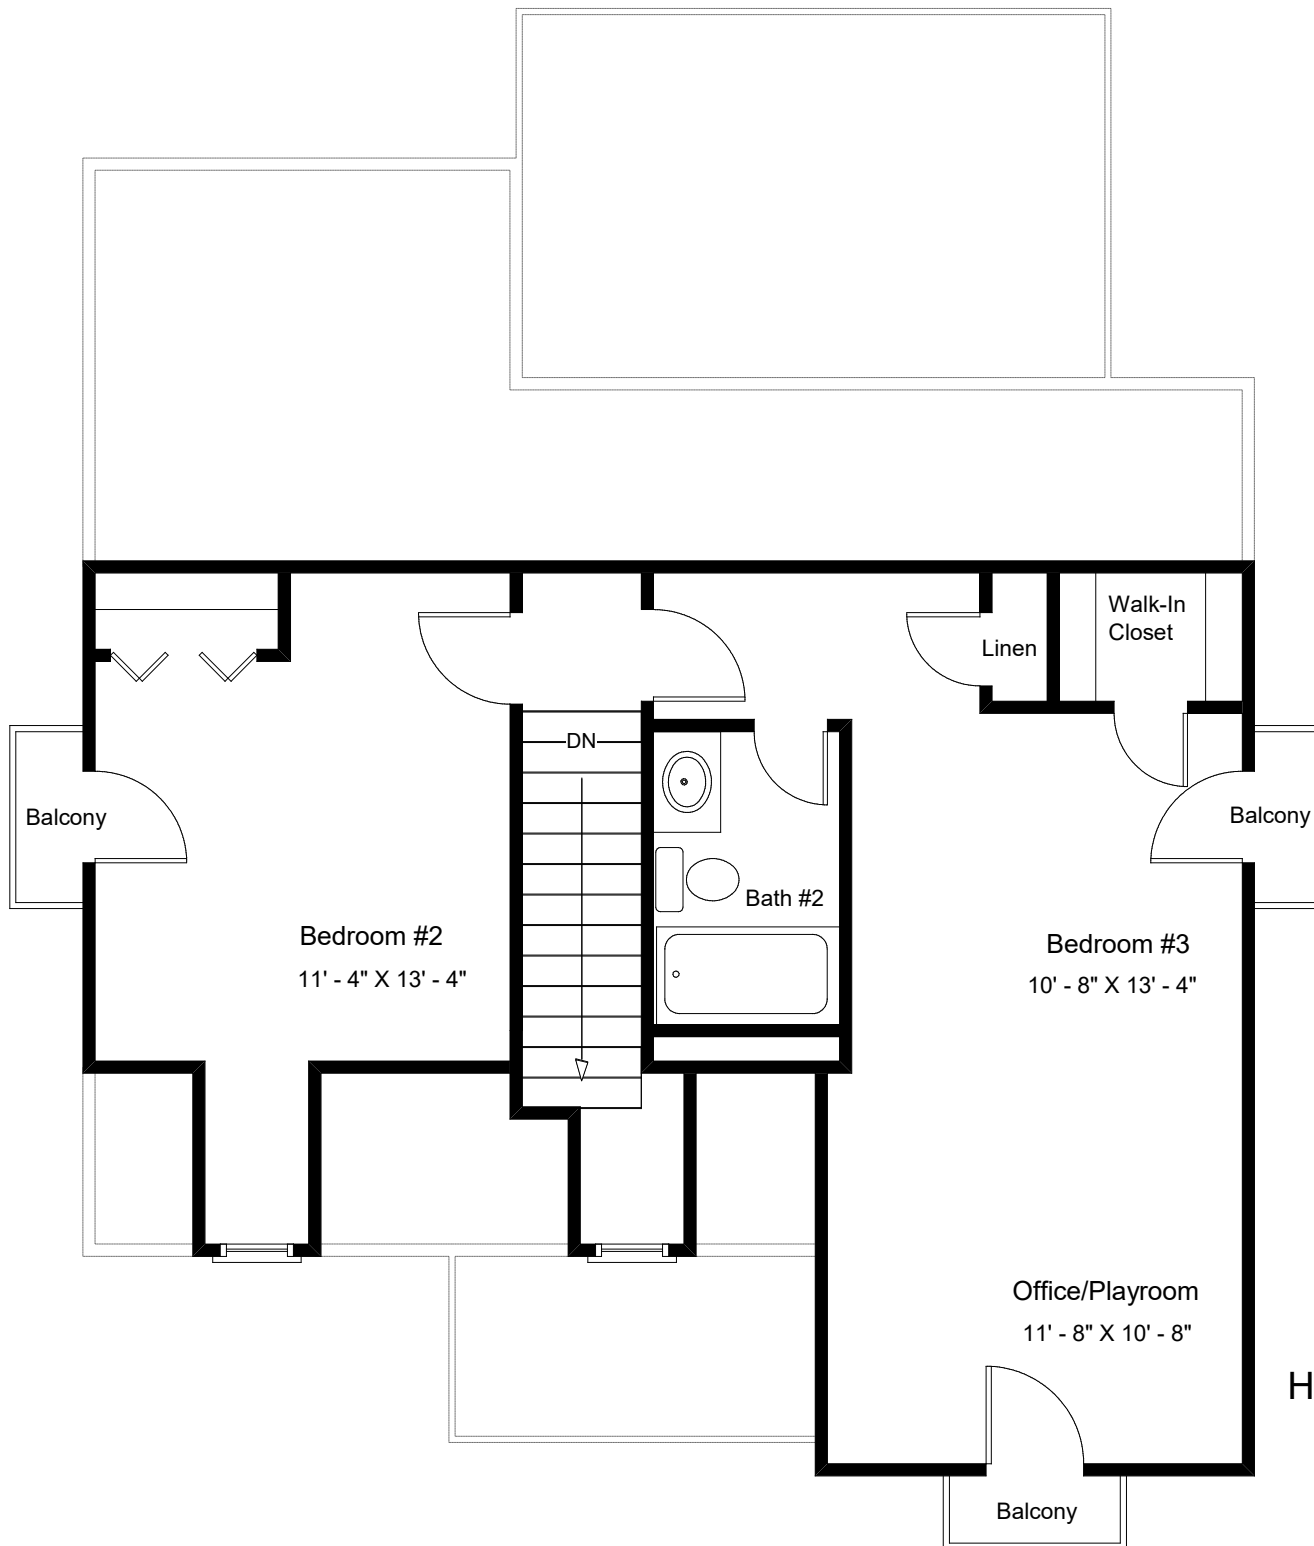 Walk-In
Closet
Linen
DN
Balcony
Balcony
Bath #2
Bedroom #2
11' - 4" X 13' - 4"
Bedroom #3
10' - 8" X 13' - 4"
Office/Playroom
11' - 8" X 10' - 8"
H
Balcony